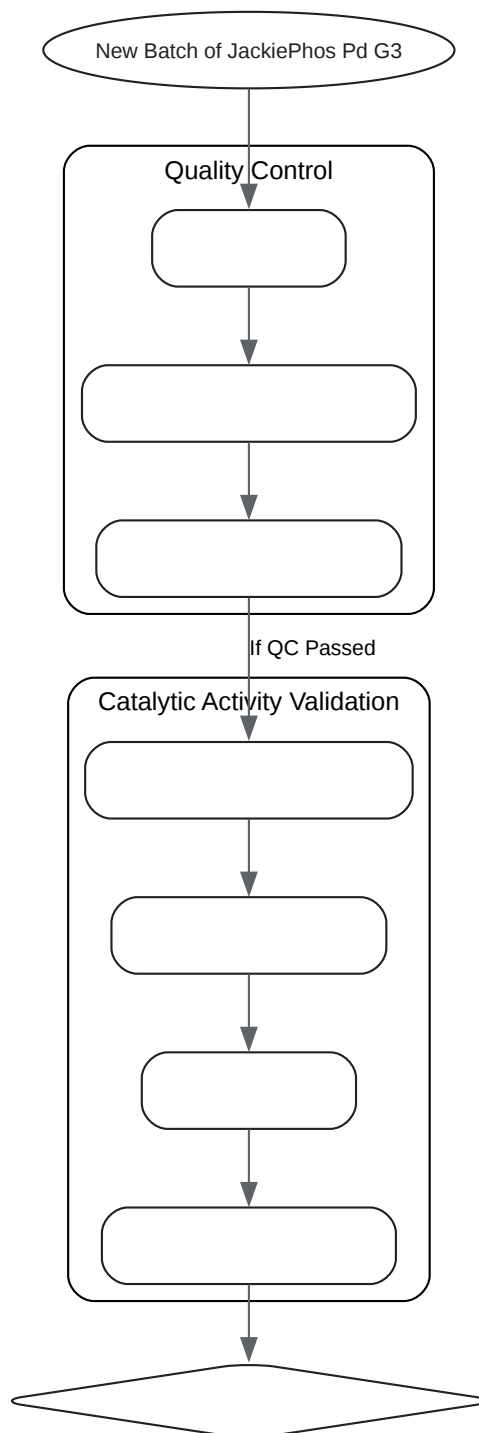 New Batch of JackiePhos Pd G3
Quality Control
If QC Passed
Catalytic Activity Validation